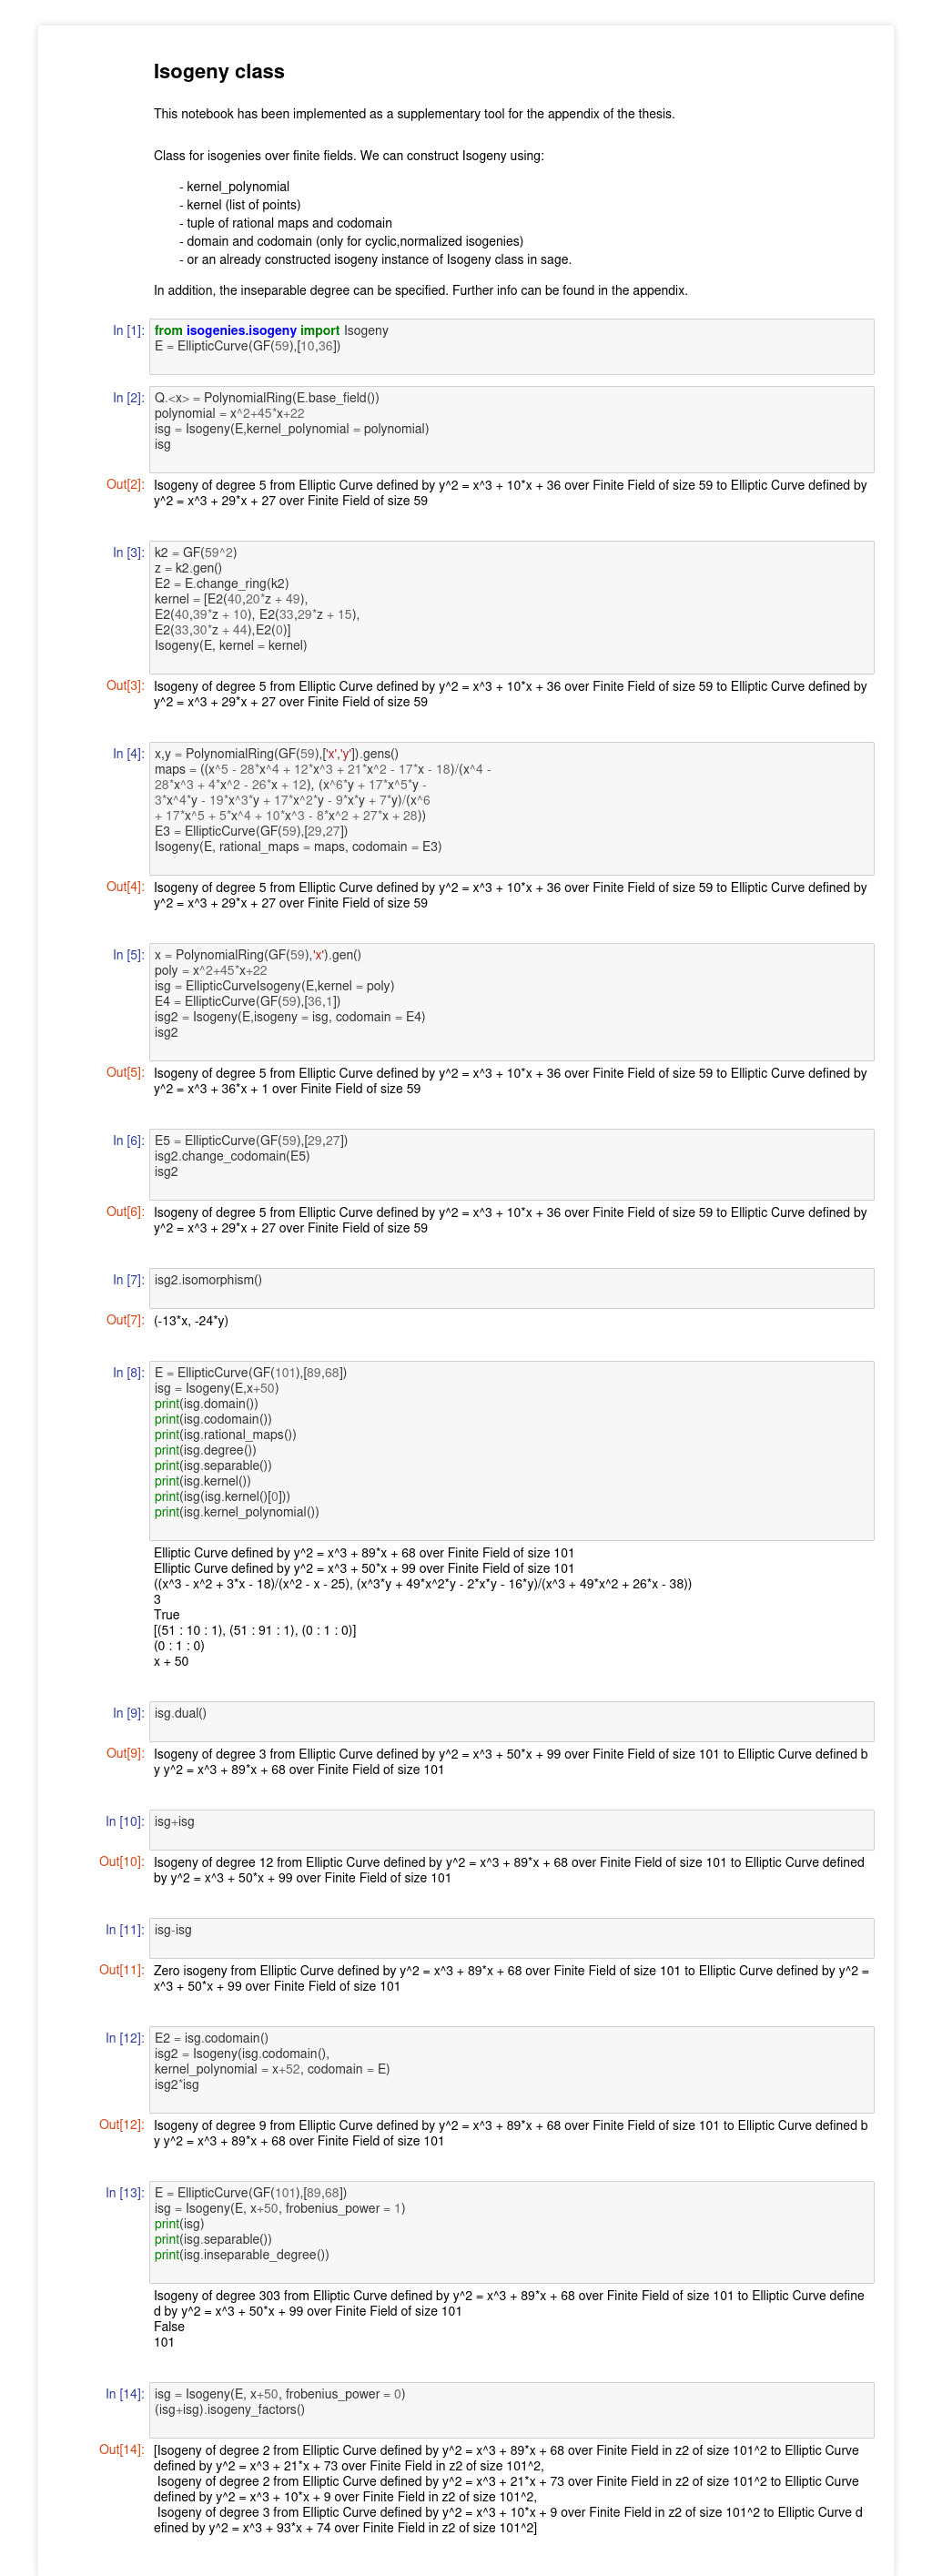 Isogeny class
This notebook has been implemented as a supplementary tool for the appendix of the thesis.
Class for isogenies over finite fields. We can construct Isogeny using:
- kernel_polynomial
- kernel (list of points)
- tuple of rational maps and codomain
- domain and codomain (only for cyclic,normalized isogenies)
- or an already constructed isogeny instance of Isogeny class in sage.
In addition, the inseparable degree can be specified. Further info can be found in the appendix.
In [1]: from isogenies.isogeny import Isogeny
E = EllipticCurve(GF(59),[10,36])
In [2]: Q.<x> = PolynomialRing(E.base_field())
polynomial = x^2+45*x+22
isg = Isogeny(E,kernel_polynomial = polynomial)
isg
Out[2]: Isogeny of degree 5 from Elliptic Curve defined by y^2 = x^3 + 10*x + 36 over Finite Field of size 59 to Elliptic Curve defined by
y^2 = x^3 + 29*x + 27 over Finite Field of size 59
In [3]: k2 = GF(59^2)
z = k2.gen()
E2 = E.change_ring(k2)
kernel = [E2(40,20*z + 49),
E2(40,39*z + 10), E2(33,29*z + 15),
E2(33,30*z + 44),E2(0)]
Isogeny(E, kernel = kernel)
Out[3]: Isogeny of degree 5 from Elliptic Curve defined by y^2 = x^3 + 10*x + 36 over Finite Field of size 59 to Elliptic Curve defined by
y^2 = x^3 + 29*x + 27 over Finite Field of size 59
In [4]: x,y = PolynomialRing(GF(59),['x','y']).gens()
maps = ((x^5 - 28*x^4 + 12*x^3 + 21*x^2 - 17*x - 18)/(x^4 -
28*x^3 + 4*x^2 - 26*x + 12), (x^6*y + 17*x^5*y -
3*x^4*y - 19*x^3*y + 17*x^2*y - 9*x*y + 7*y)/(x^6
+ 17*x^5 + 5*x^4 + 10*x^3 - 8*x^2 + 27*x + 28))
E3 = EllipticCurve(GF(59),[29,27])
Isogeny(E, rational_maps = maps, codomain = E3)
Out[4]: Isogeny of degree 5 from Elliptic Curve defined by y^2 = x^3 + 10*x + 36 over Finite Field of size 59 to Elliptic Curve defined by
y^2 = x^3 + 29*x + 27 over Finite Field of size 59
In [5]: x = PolynomialRing(GF(59),'x').gen()
poly = x^2+45*x+22
isg = EllipticCurveIsogeny(E,kernel = poly)
E4 = EllipticCurve(GF(59),[36,1])
isg2 = Isogeny(E,isogeny = isg, codomain = E4)
isg2
Out[5]: Isogeny of degree 5 from Elliptic Curve defined by y^2 = x^3 + 10*x + 36 over Finite Field of size 59 to Elliptic Curve defined by
y^2 = x^3 + 36*x + 1 over Finite Field of size 59
In [6]: E5 = EllipticCurve(GF(59),[29,27])
isg2.change_codomain(E5)
isg2
Out[6]: Isogeny of degree 5 from Elliptic Curve defined by y^2 = x^3 + 10*x + 36 over Finite Field of size 59 to Elliptic Curve defined by
y^2 = x^3 + 29*x + 27 over Finite Field of size 59
In [7]: isg2.isomorphism()
Out[7]: (-13*x, -24*y)
In [8]: E = EllipticCurve(GF(101),[89,68])
isg = Isogeny(E,x+50)
print(isg.domain())
print(isg.codomain())
print(isg.rational_maps())
print(isg.degree())
print(isg.separable())
print(isg.kernel())
print(isg(isg.kernel()[0]))
print(isg.kernel_polynomial())
Elliptic Curve defined by y^2 = x^3 + 89*x + 68 over Finite Field of size 101
Elliptic Curve defined by y^2 = x^3 + 50*x + 99 over Finite Field of size 101
((x^3 - x^2 + 3*x - 18)/(x^2 - x - 25), (x^3*y + 49*x^2*y - 2*x*y - 16*y)/(x^3 + 49*x^2 + 26*x - 38))
3
True
[(51 : 10 : 1), (51 : 91 : 1), (0 : 1 : 0)]
(0 : 1 : 0)
x + 50
In [9]: isg.dual()
Out[9]: Isogeny of degree 3 from Elliptic Curve defined by y^2 = x^3 + 50*x + 99 over Finite Field of size 101 to Elliptic Curve defined b
y y^2 = x^3 + 89*x + 68 over Finite Field of size 101
In [10]: isg+isg
Out[10]: Isogeny of degree 12 from Elliptic Curve defined by y^2 = x^3 + 89*x + 68 over Finite Field of size 101 to Elliptic Curve defined
by y^2 = x^3 + 50*x + 99 over Finite Field of size 101
In [11]: isg-isg
Out[11]: Zero isogeny from Elliptic Curve defined by y^2 = x^3 + 89*x + 68 over Finite Field of size 101 to Elliptic Curve defined by y^2 =
x^3 + 50*x + 99 over Finite Field of size 101
In [12]: E2 = isg.codomain()
isg2 = Isogeny(isg.codomain(),
kernel_polynomial = x+52, codomain = E)
isg2*isg
Out[12]: Isogeny of degree 9 from Elliptic Curve defined by y^2 = x^3 + 89*x + 68 over Finite Field of size 101 to Elliptic Curve defined b
y y^2 = x^3 + 89*x + 68 over Finite Field of size 101
In [13]: E = EllipticCurve(GF(101),[89,68])
isg = Isogeny(E, x+50, frobenius_power = 1)
print(isg)
print(isg.separable())
print(isg.inseparable_degree())
Isogeny of degree 303 from Elliptic Curve defined by y^2 = x^3 + 89*x + 68 over Finite Field of size 101 to Elliptic Curve define
d by y^2 = x^3 + 50*x + 99 over Finite Field of size 101
False
101
In [14]: isg = Isogeny(E, x+50, frobenius_power = 0)
(isg+isg).isogeny_factors()
Out[14]: [Isogeny of degree 2 from Elliptic Curve defined by y^2 = x^3 + 89*x + 68 over Finite Field in z2 of size 101^2 to Elliptic Curve
defined by y^2 = x^3 + 21*x + 73 over Finite Field in z2 of size 101^2,
Isogeny of degree 2 from Elliptic Curve defined by y^2 = x^3 + 21*x + 73 over Finite Field in z2 of size 101^2 to Elliptic Curve
defined by y^2 = x^3 + 10*x + 9 over Finite Field in z2 of size 101^2,
Isogeny of degree 3 from Elliptic Curve defined by y^2 = x^3 + 10*x + 9 over Finite Field in z2 of size 101^2 to Elliptic Curve d
efined by y^2 = x^3 + 93*x + 74 over Finite Field in z2 of size 101^2]